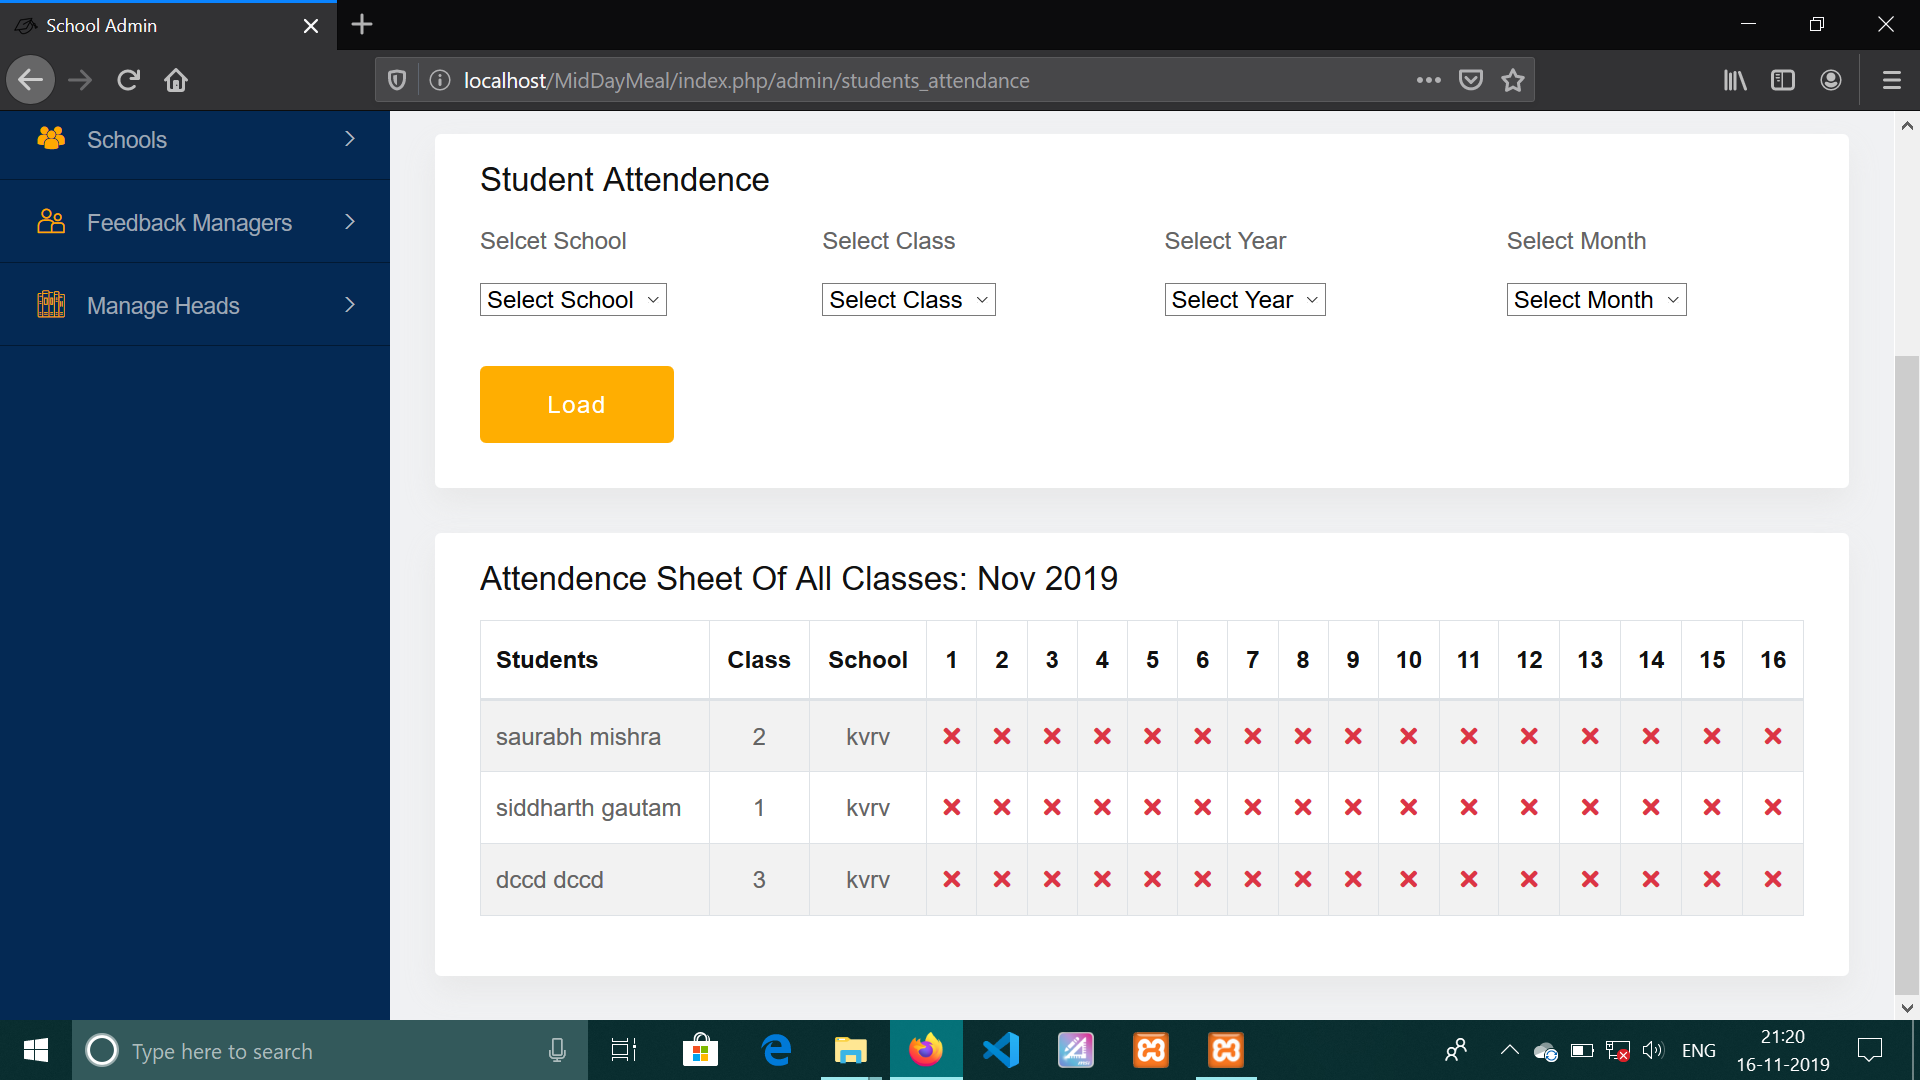 School Admin
localhost/MidDayMeal/index.php/admin/students_attendance
Schools
Feedback Managers
Manage Heads
Student Attendence
Selcet School Select Class Select Year Select Month
Select School Select Class Select Year Select Month
Load
Attendence Sheet Of All Classes: Nov 2019
Students Class School 1 2 3 4 5 6 7 8 9 10 11 12 13 14 15 16
saurabh mishra 2 kvrv
siddharth gautam 1 kvrv
dccd dccd 3 kvrv
Type here to search
ENG
21:20
16-11-2019